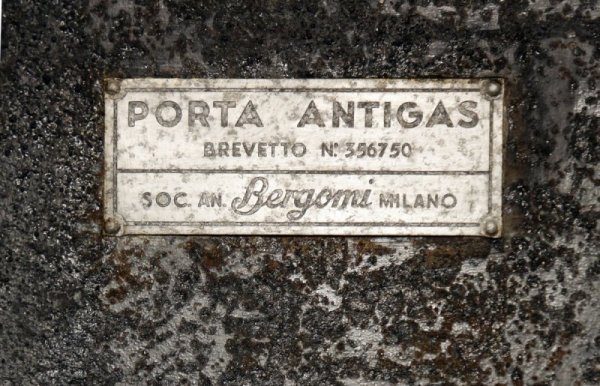 PORTA ANTIGAS
BREVETTO N. 356750
SOC. AN. Bergomi MILANO